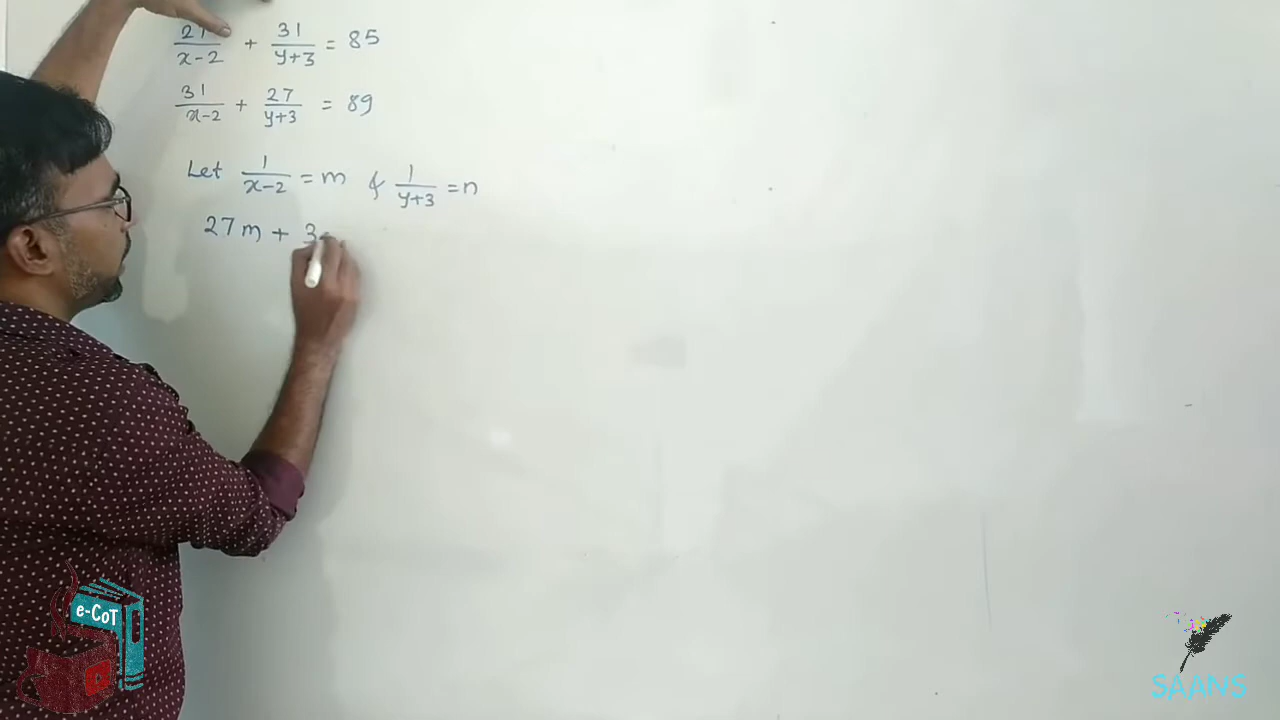 27/x-2 + 31/y+3 = 85
31/x-2 + 27/y+3 = 89
Let 1/x-2 = m & 1/y+3 = n
27m + 3
e-CoT
SAANS